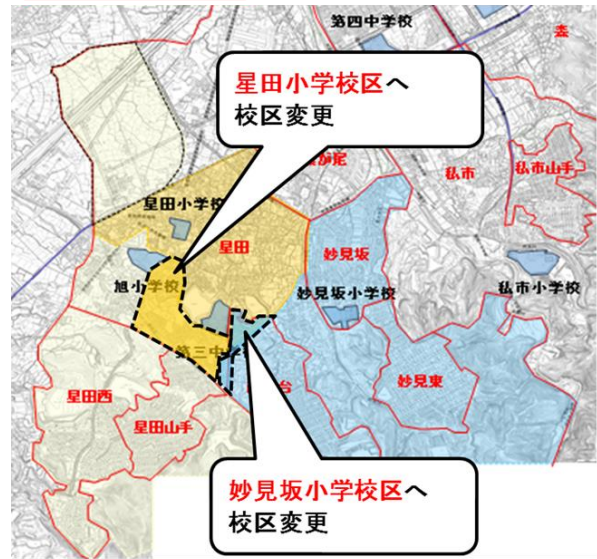 第四中学校
星田小学校区へ
校区変更
私市
私市山手
星田小学校
星田
妙見坂
旭小学校
妙見坂小学校
私市小学校
第三中学校
星田西
台
妙見東
星田山手
妙見坂小学校区へ
校区変更